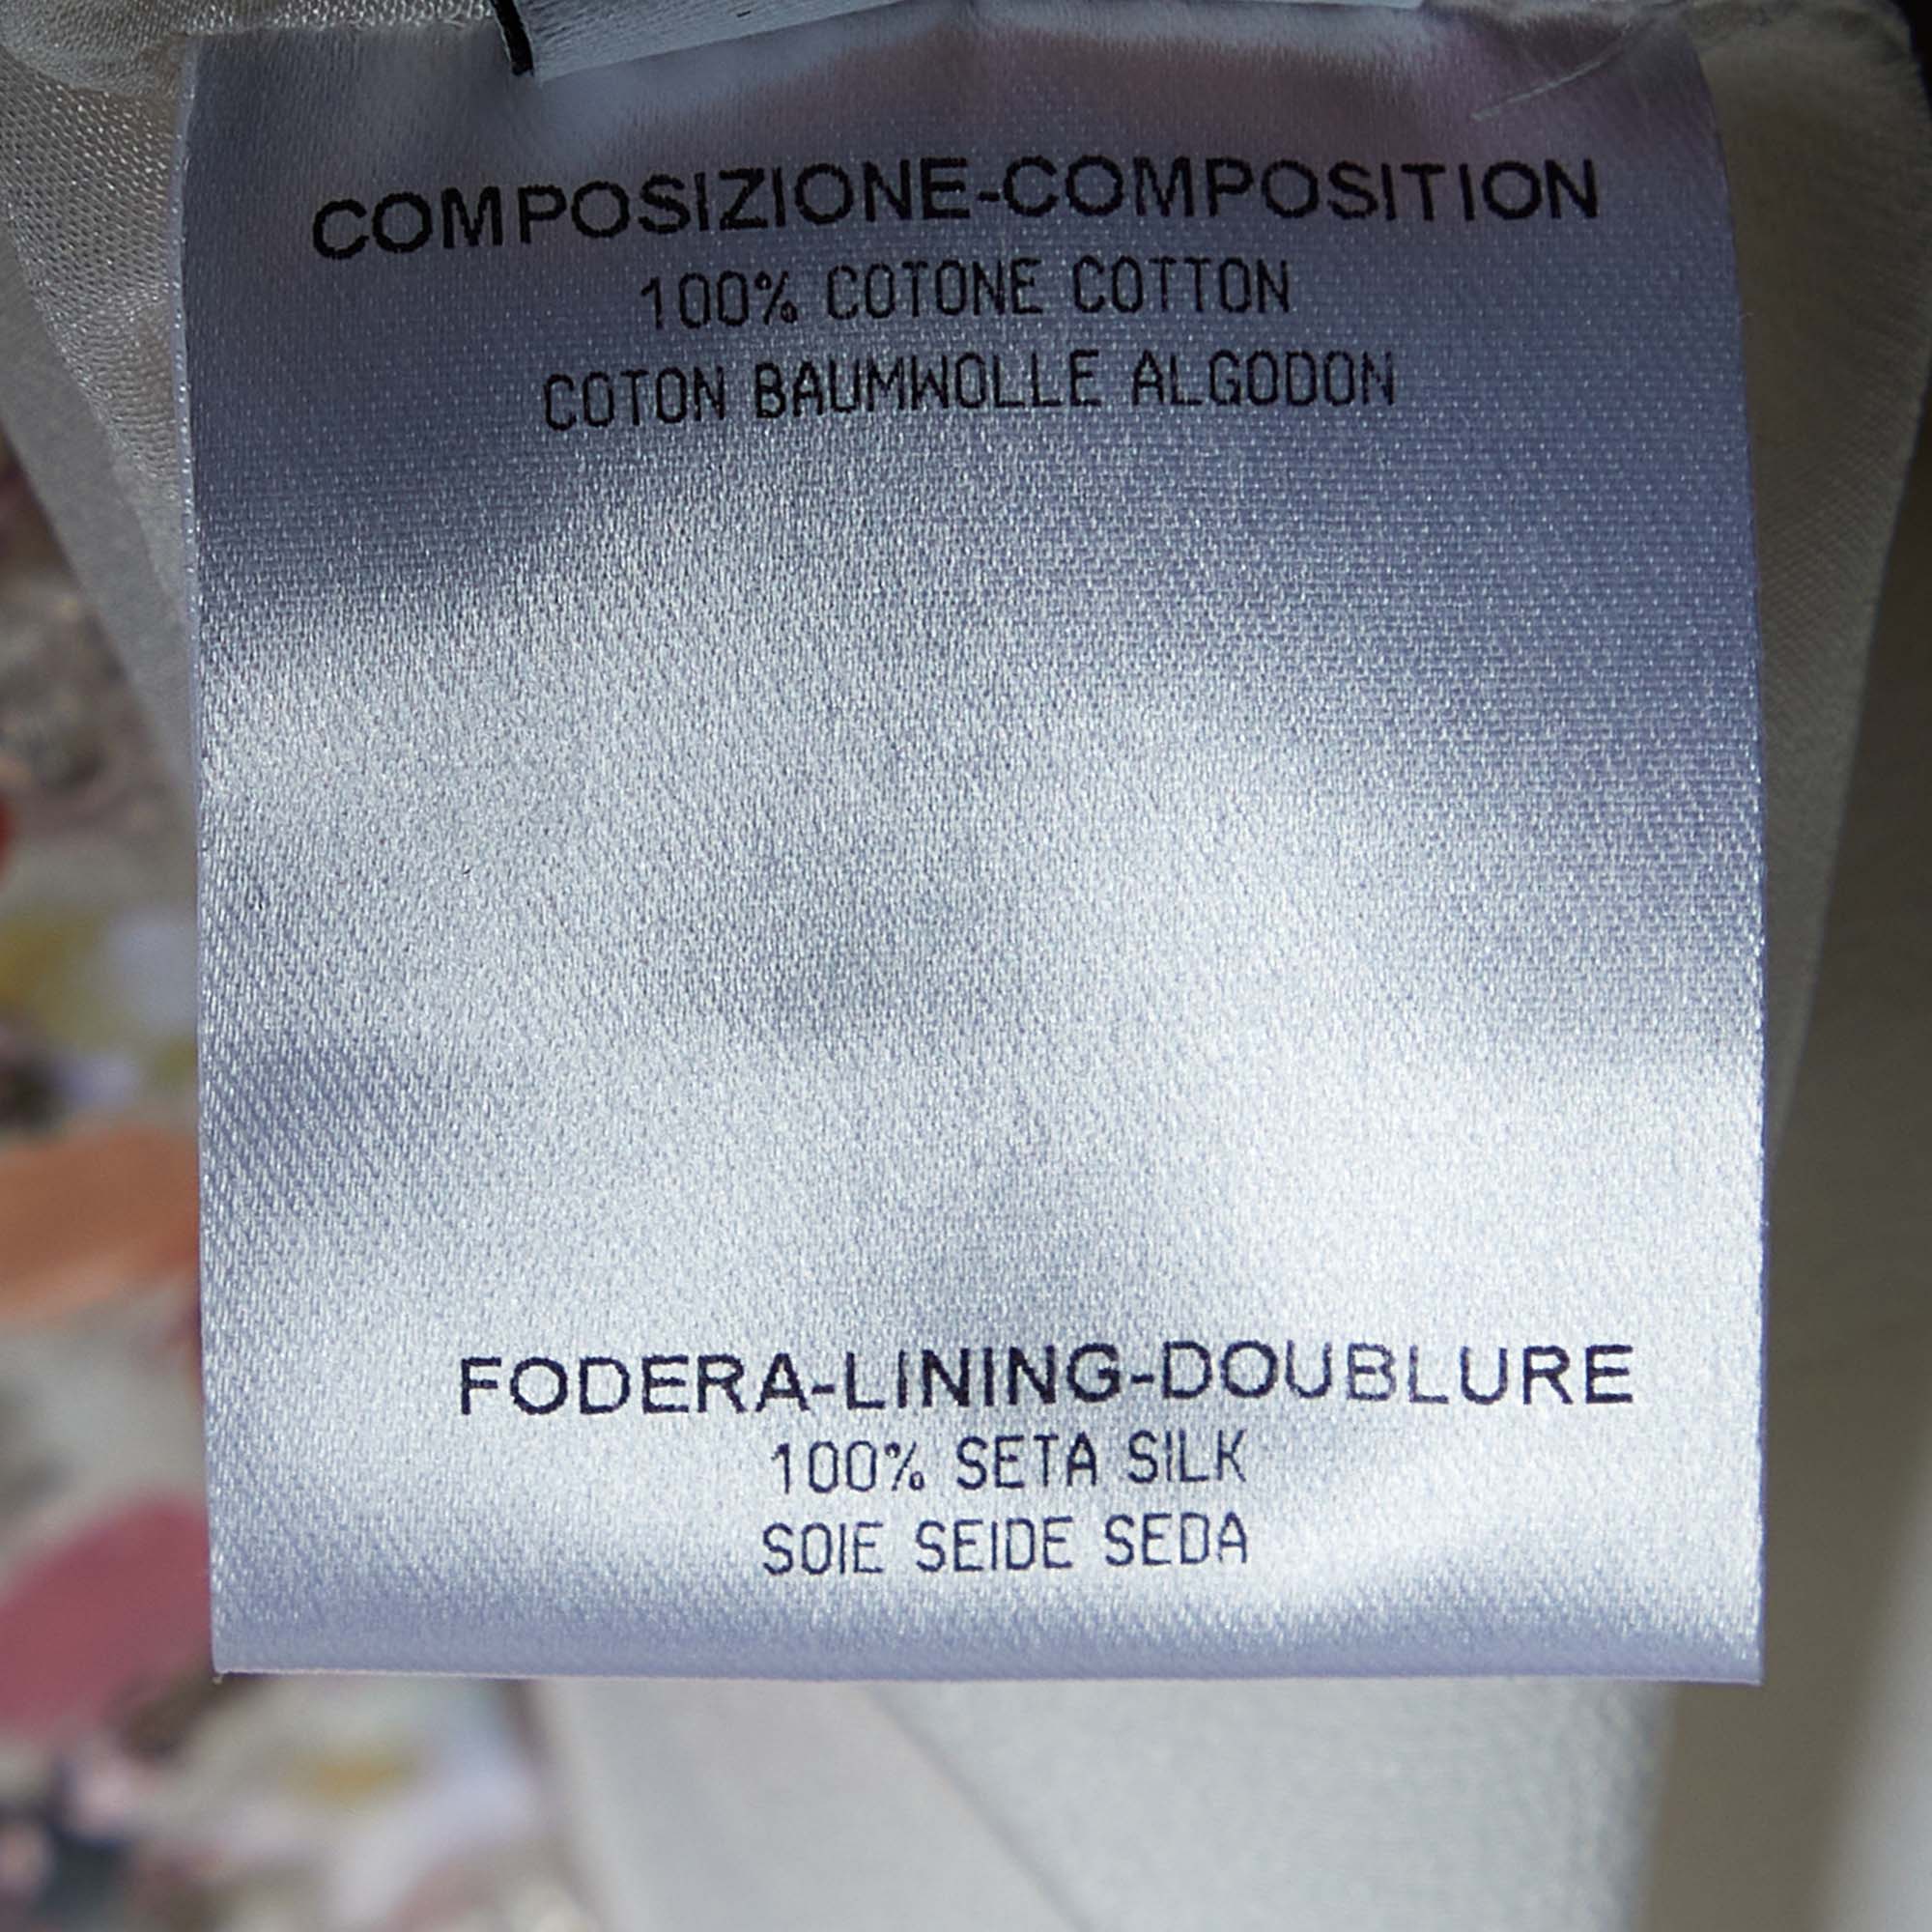 COMPOSIZIONE-COMPOSITION
100% COTONE COTTON
COTON BAUMWOLLE ALGODON
FODERA-LINING-DOUBLURE
100% SETA SILK
SOIE SEIDE SEDA